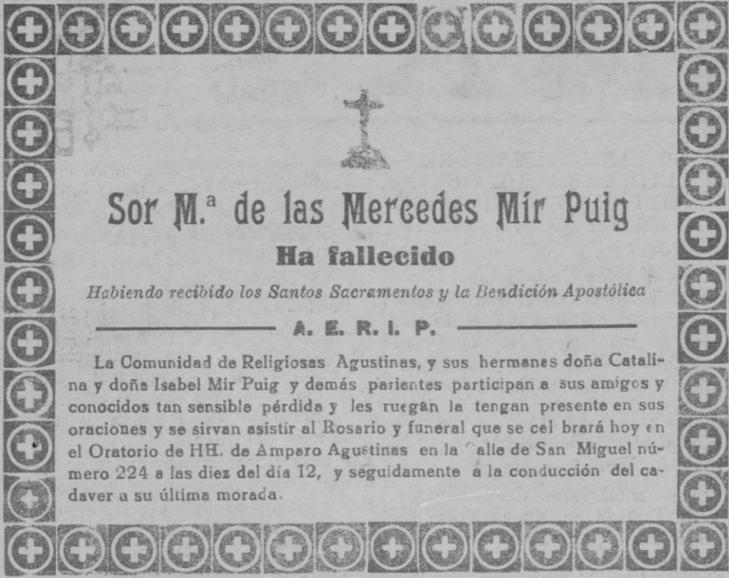 Sor M.ª de las Mercedes Mír Puig
Ha fallecido
Habiendo recibido los Santos Sacramentos y la Bendición Apostólica
A. E. R. I. P.
La Comunidad de Religiosas Agustinas, y sus hermanas doña Catali-
na y doña Isabel Mir Puig y demás parientes participan a sus amigos y
conocidos tan sensible pérdida y les ruegan la tengan presente en sus
oraciones y se sirvan asistir al Rosario y funeral que se cel brará hoy en
el Oratorio de HH. de Amparo Agustinas en la Calle de San Miguel nú-
mero 224 a las diez del día 12, y seguidamente a la conducción del ca-
daver a su última morada.